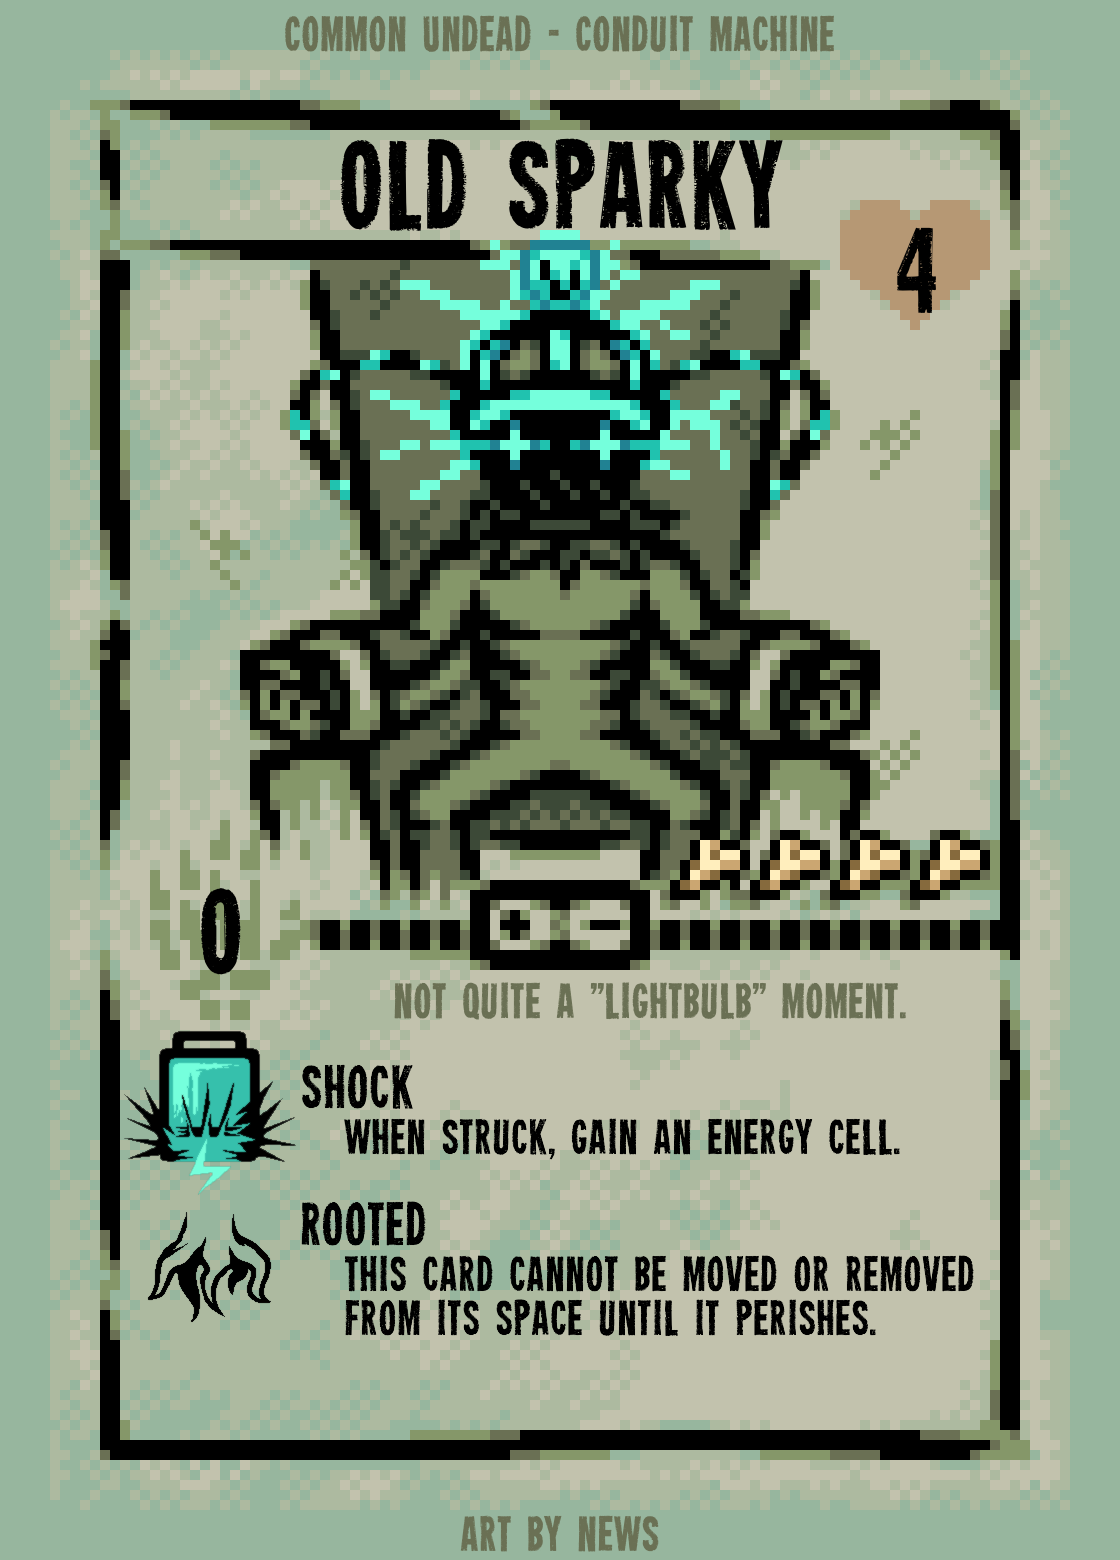 COMMON UNDEAD - CONDUIT MACHINE
OLD SPARKY
4
0
+ -
NOT QUITE A "LIGHTBULB" MOMENT.
SHOCK
WHEN STRUCK, GAIN AN ENERGY CELL.
ROOTED
THIS CARD CANNOT BE MOVED OR REMOVED
FROM ITS SPACE UNTIL IT PERISHES.
ART BY NEWS